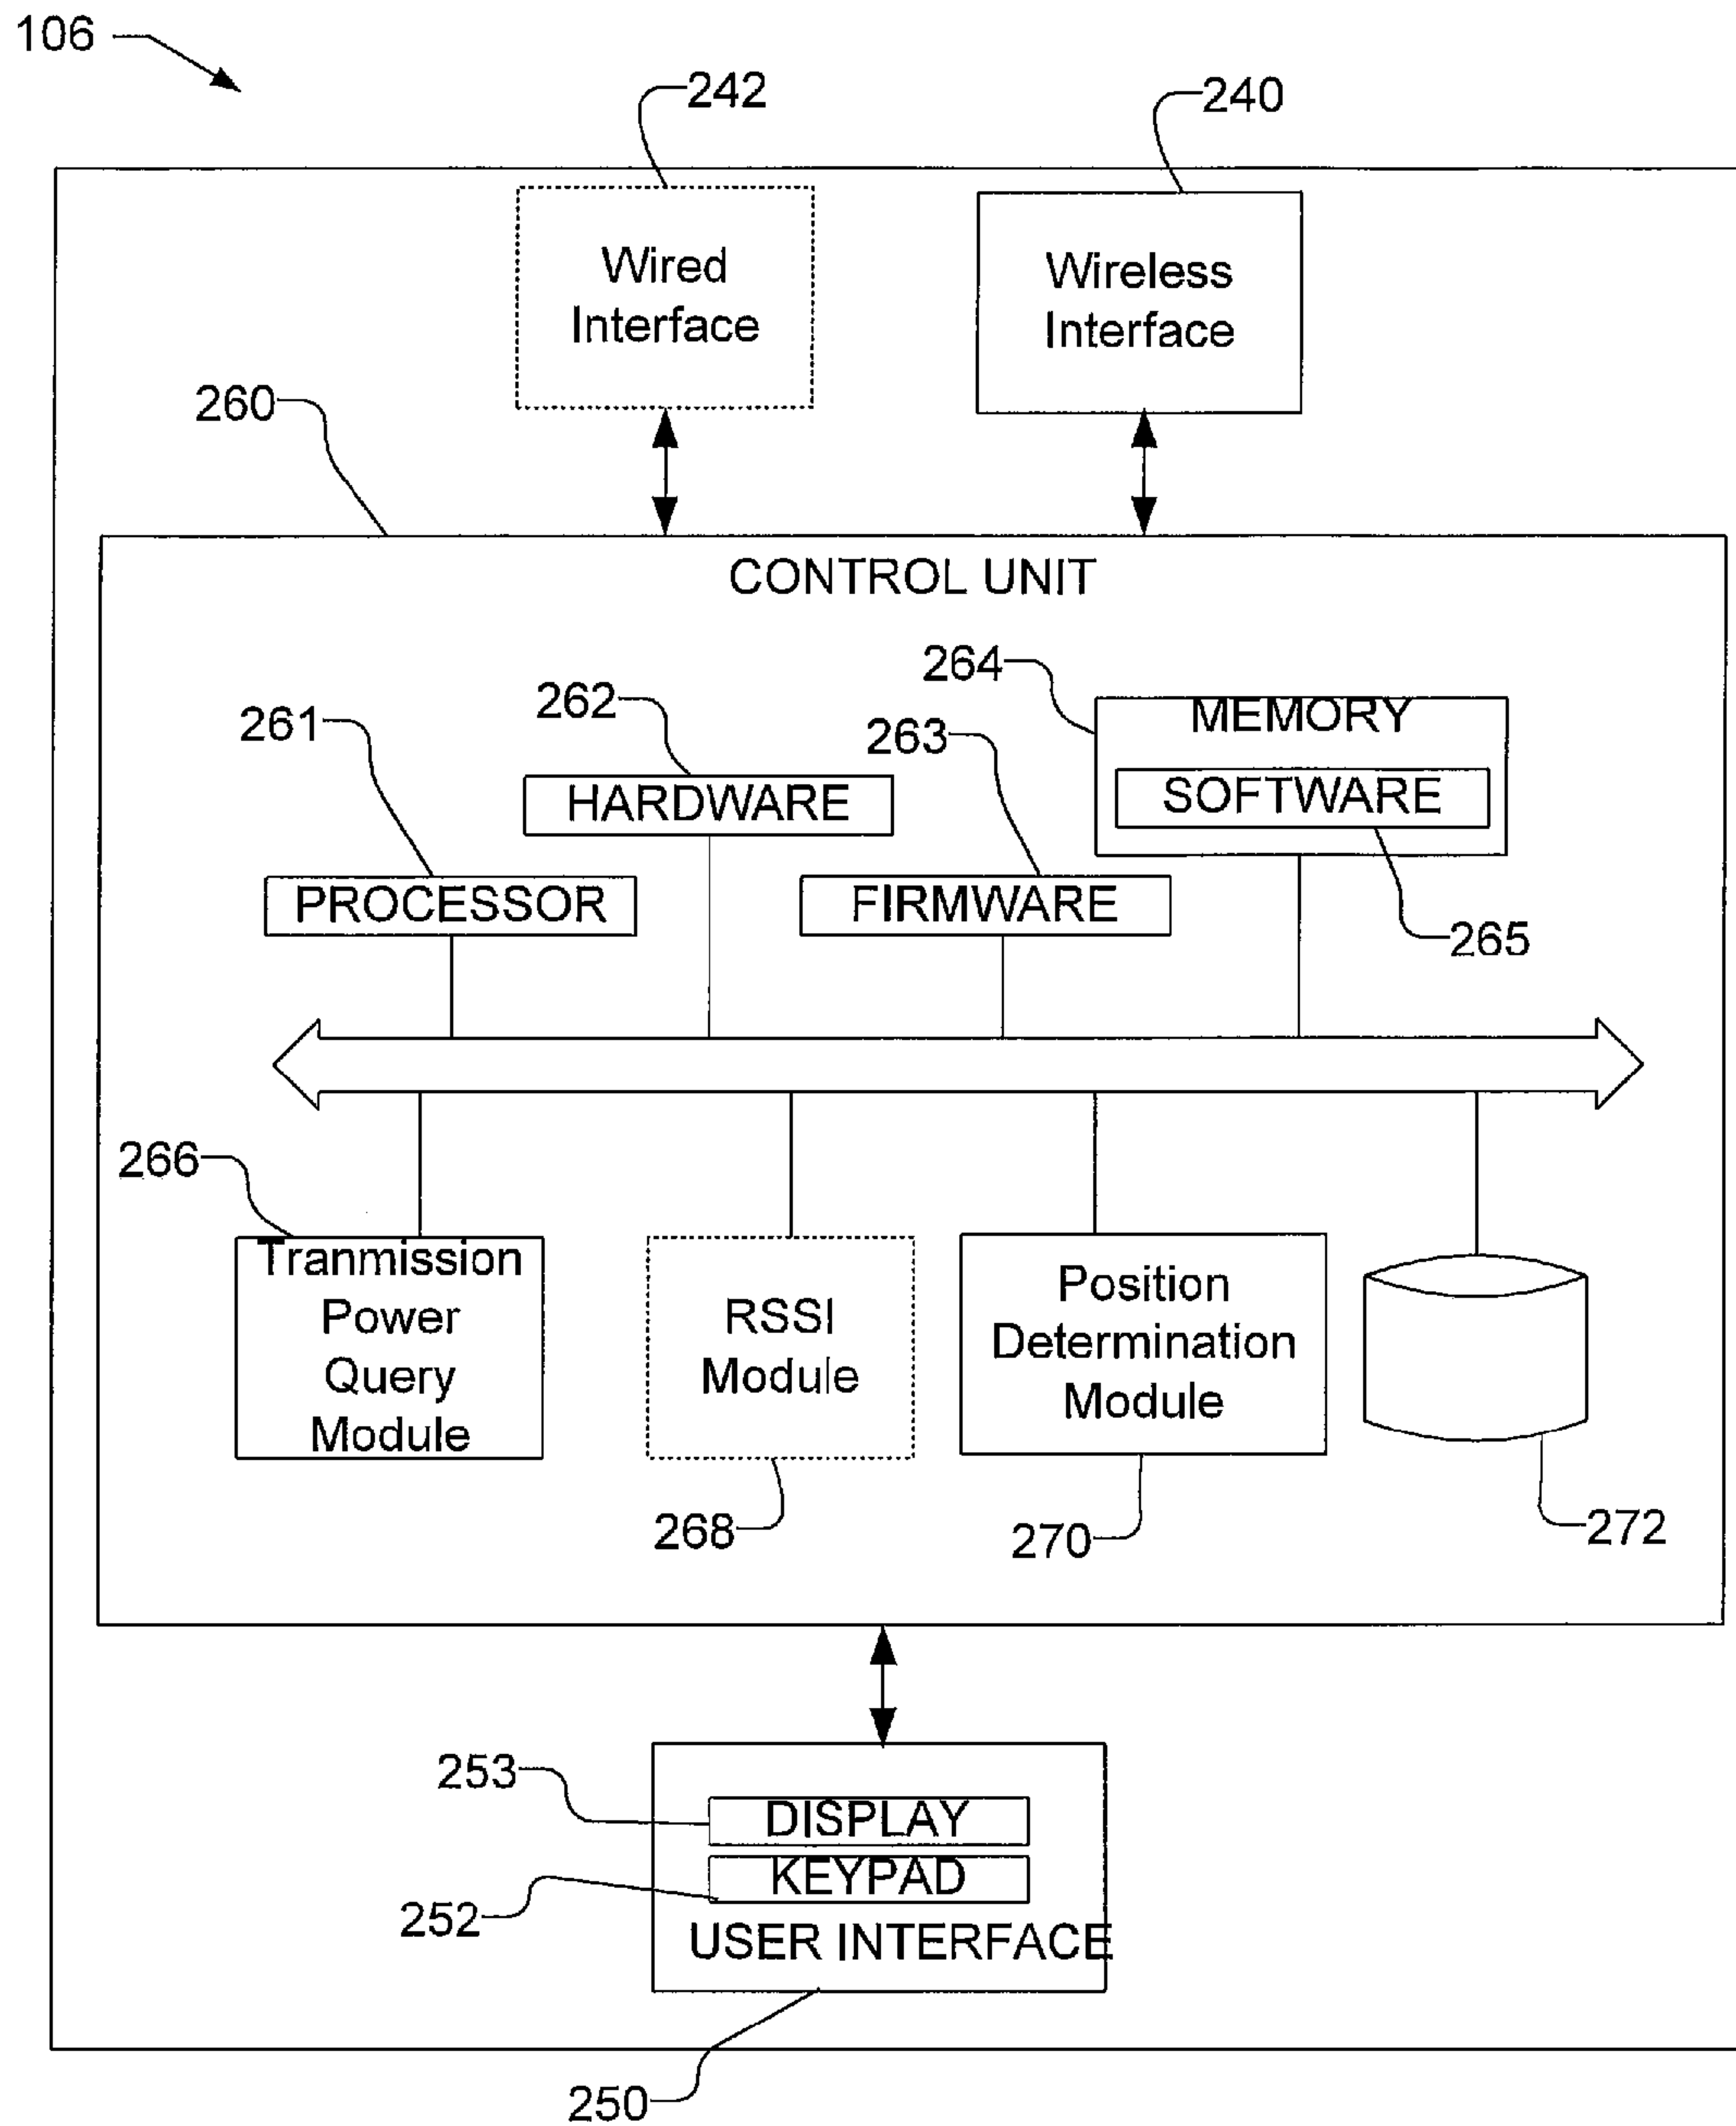 106
242
240
Wired
Interface
Wireless
Interface
260
CONTROL UNIT
264
262
MEMORY
261
263
SOFTWARE
HARDWARE
PROCESSOR
FIRMWARE
265
266
Tranmission
Power
Query
Module
RSSI
Module
Position
Determination
Module
268
270
272
253
DISPLAY
KEYPAD
252
USER INTERFACE
250